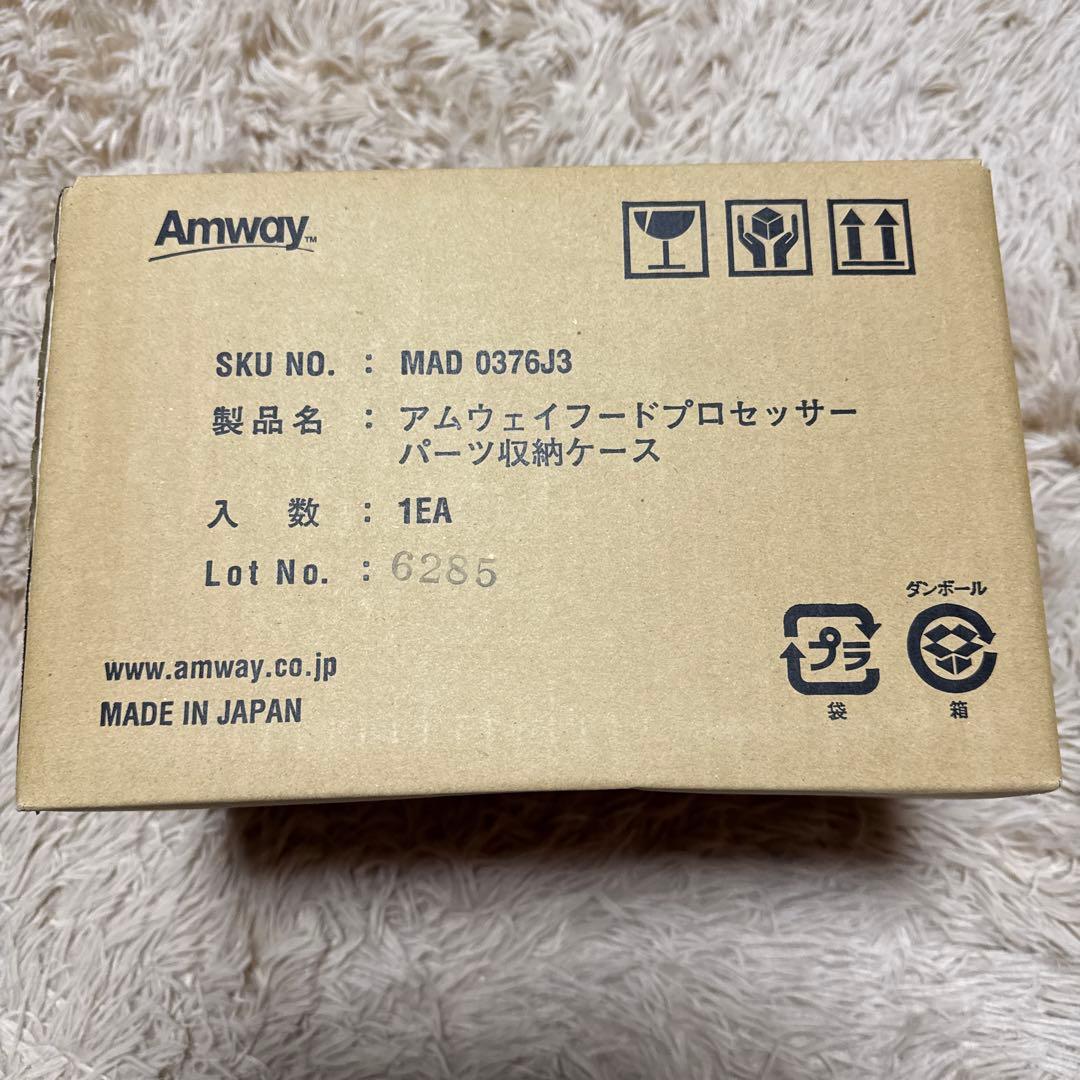 Amway™
SKU NO. : MAD 0376J3
製品名 : アムウェイフードプロセッサー
パーツ収納ケース
入 数 : 1EA
Lot No. : 6285
www.amway.co.jp
MADE IN JAPAN
ダンボール
プラ
袋
箱